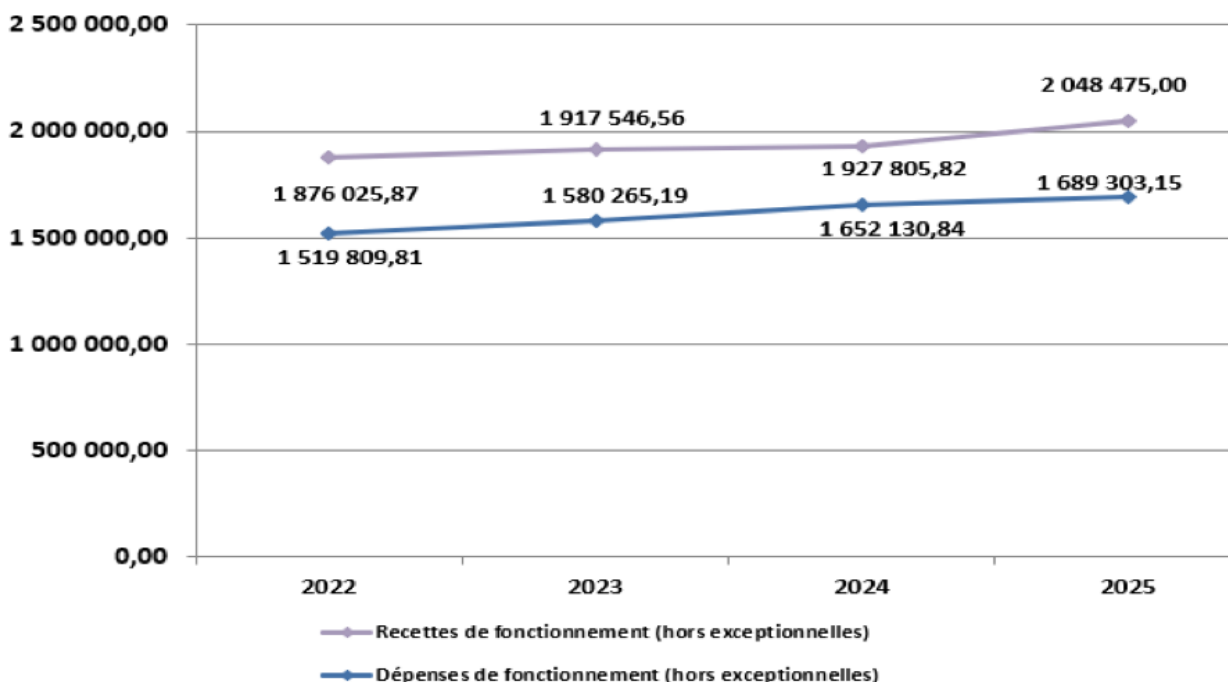 2 500 000,00
2 048 475,00
1 917 546,56
2 000 000,00
1 927 805,82
1 876 025,87
1 580 265,19
1 689 303,15
1 500 000,00
1 652 130,84
1 519 809,81
1 000 000,00
500 000,00
0,00
2022 2023 2024 2025
Recettes de fonctionnement (hors exceptionnelles)
Dépenses de fonctionnement (hors exceptionnelles)